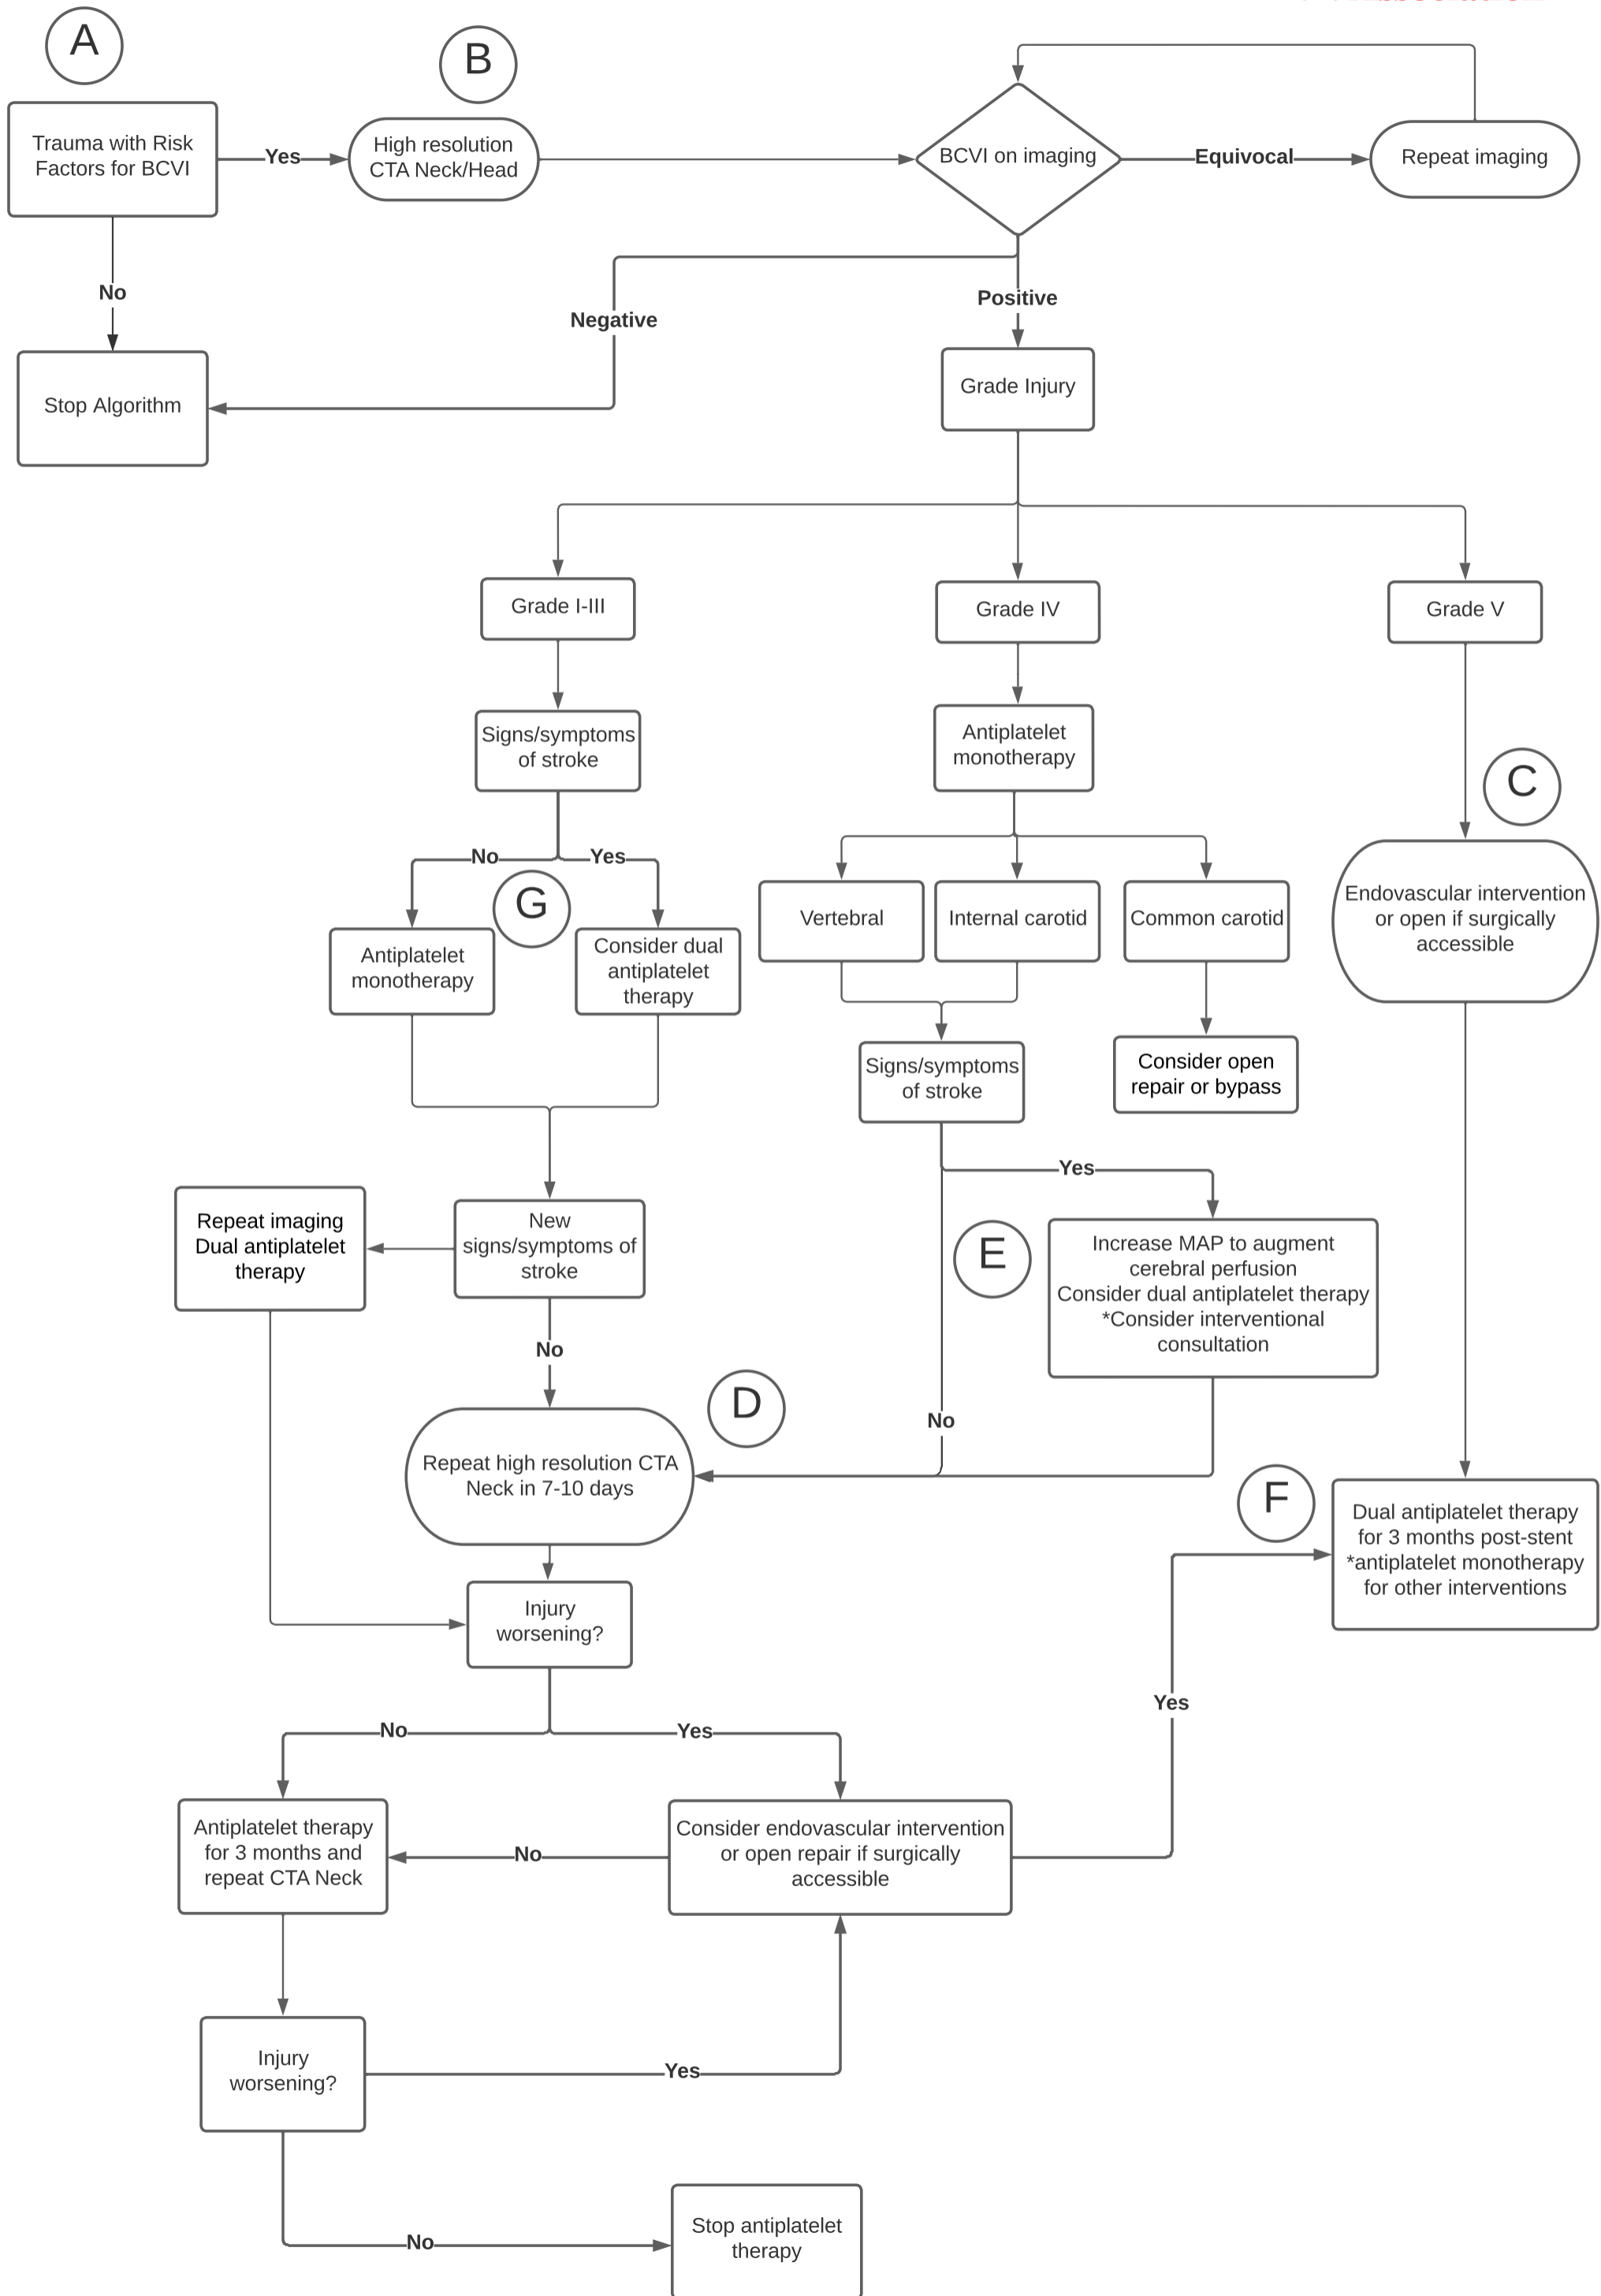 A
B
Trauma with Risk
Factors for BCVI
Yes
High resolution
CTA Neck/Head
BCVI on imaging
Equivocal
Repeat imaging
No
Negative
Positive
Stop Algorithm
Grade Injury
Grade I-III
Grade IV
Grade V
Signs/symptoms
of stroke
Antiplatelet
monotherapy
C
No
Yes
G
Antiplatelet
monotherapy
Consider dual
antiplatelet
therapy
Vertebral
Internal carotid
Common carotid
Endovascular intervention
or open if surgically
accessible
Signs/symptoms
of stroke
Consider open
repair or bypass
Yes
Repeat imaging
Dual antiplatelet
therapy
New
signs/symptoms of
stroke
E
Increase MAP to augment
cerebral perfusion
Consider dual antiplatelet therapy
*Consider interventional
consultation
No
D
No
Repeat high resolution CTA
Neck in 7-10 days
F
Dual antiplatelet therapy
for 3 months post-stent
*antiplatelet monotherapy
for other interventions
Injury
worsening?
No
Yes
Yes
Antiplatelet therapy
for 3 months and
repeat CTA Neck
No
Consider endovascular intervention
or open repair if surgically
accessible
Injury
worsening?
Yes
No
Stop antiplatelet
therapy